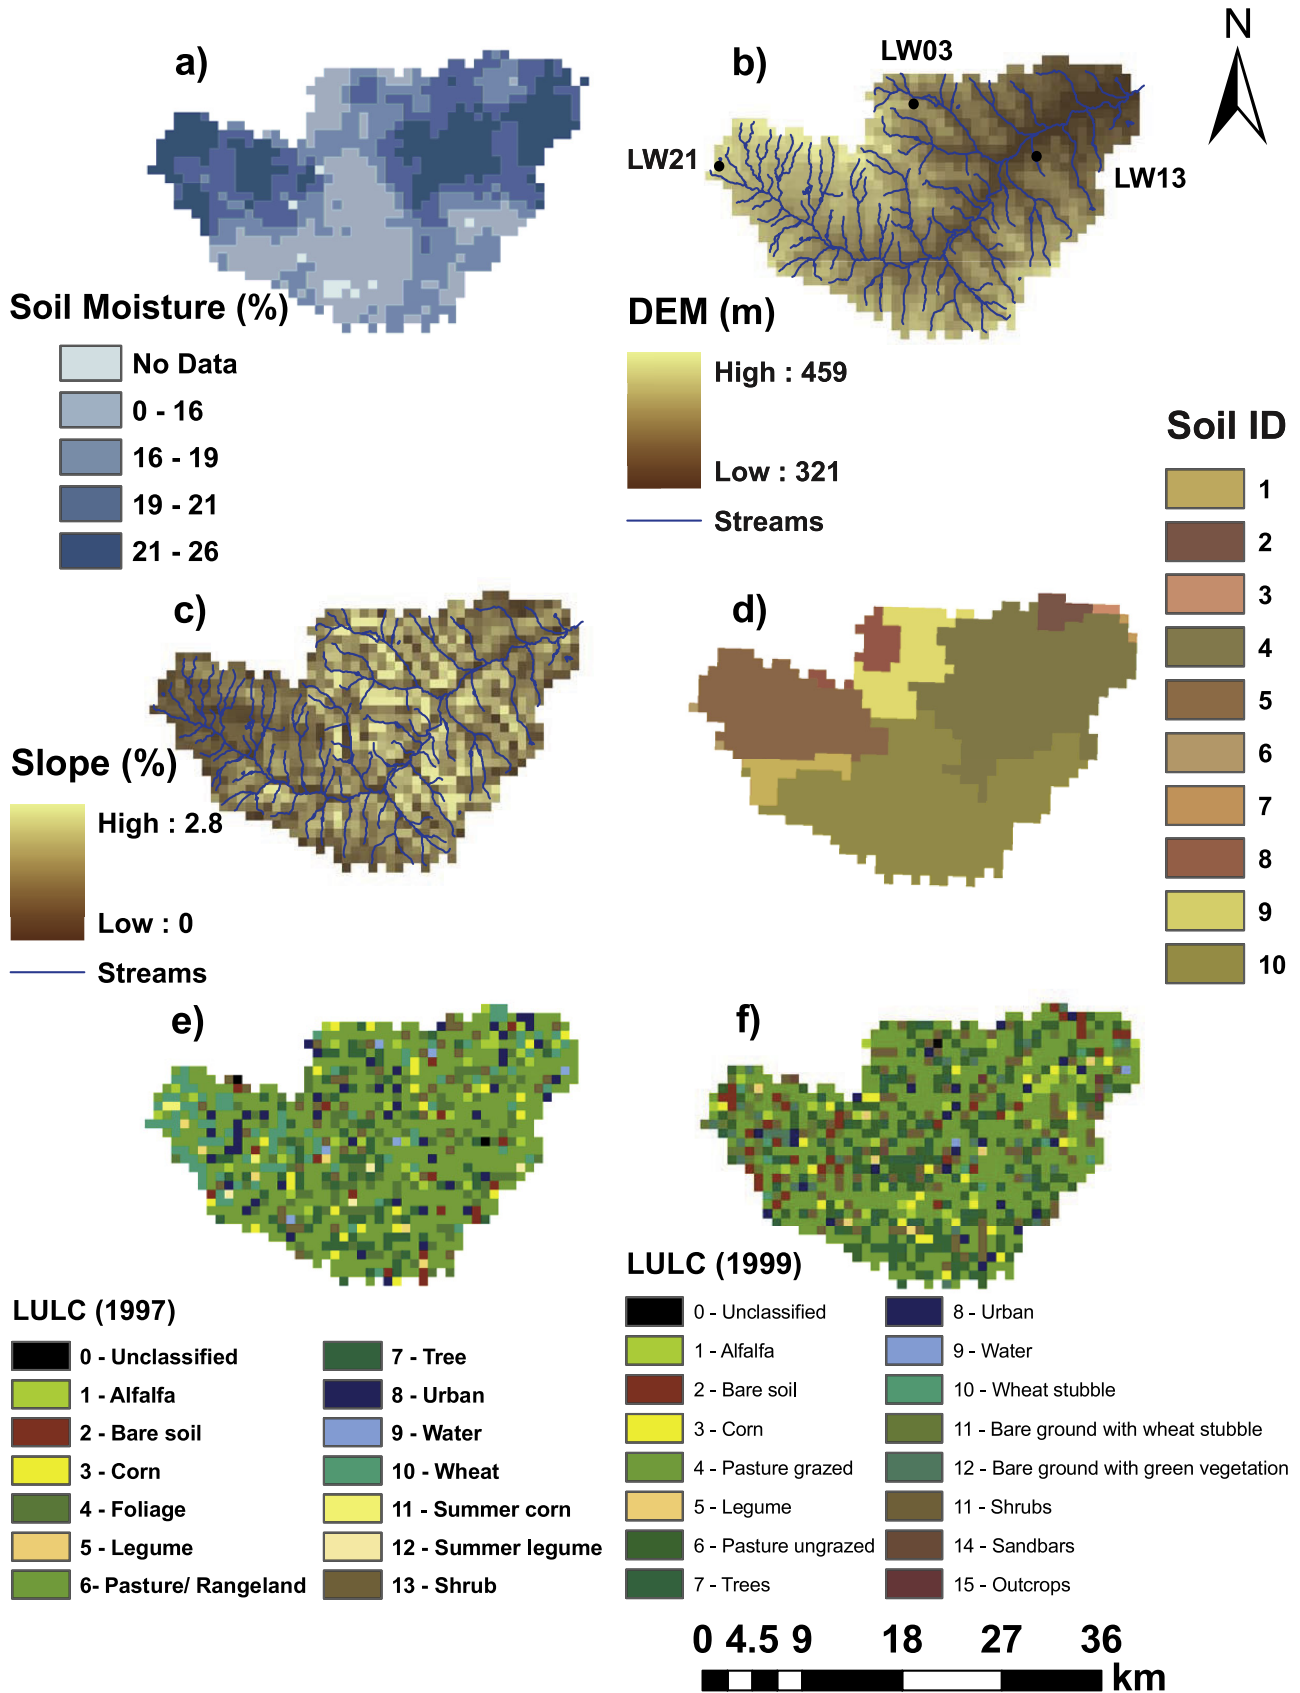 a)
b)
LW03
N
LW21
LW13
Soil Moisture (%)
No Data
0 - 16
16 - 19
19 - 21
21 - 26
DEM (m)
High : 459
Low : 321
Streams
Soil ID
1
2
3
4
5
6
7
8
9
10
c)
d)
Slope (%)
High : 2.8
Low : 0
Streams
e)
f)
LULC (1997)
0 - Unclassified
1 - Alfalfa
2 - Bare soil
3 - Corn
4 - Foliage
5 - Legume
6- Pasture/ Rangeland
7 - Tree
8 - Urban
9 - Water
10 - Wheat
11 - Summer corn
12 - Summer legume
13 - Shrub
LULC (1999)
0 - Unclassified
1 - Alfalfa
2 - Bare soil
3 - Corn
4 - Pasture grazed
5 - Legume
6 - Pasture ungrazed
7 - Trees
8 - Urban
9 - Water
10 - Wheat stubble
11 - Bare ground with wheat stubble
12 - Bare ground with green vegetation
11 - Shrubs
14 - Sandbars
15 - Outcrops
0 4.5 9 18 27 36
km